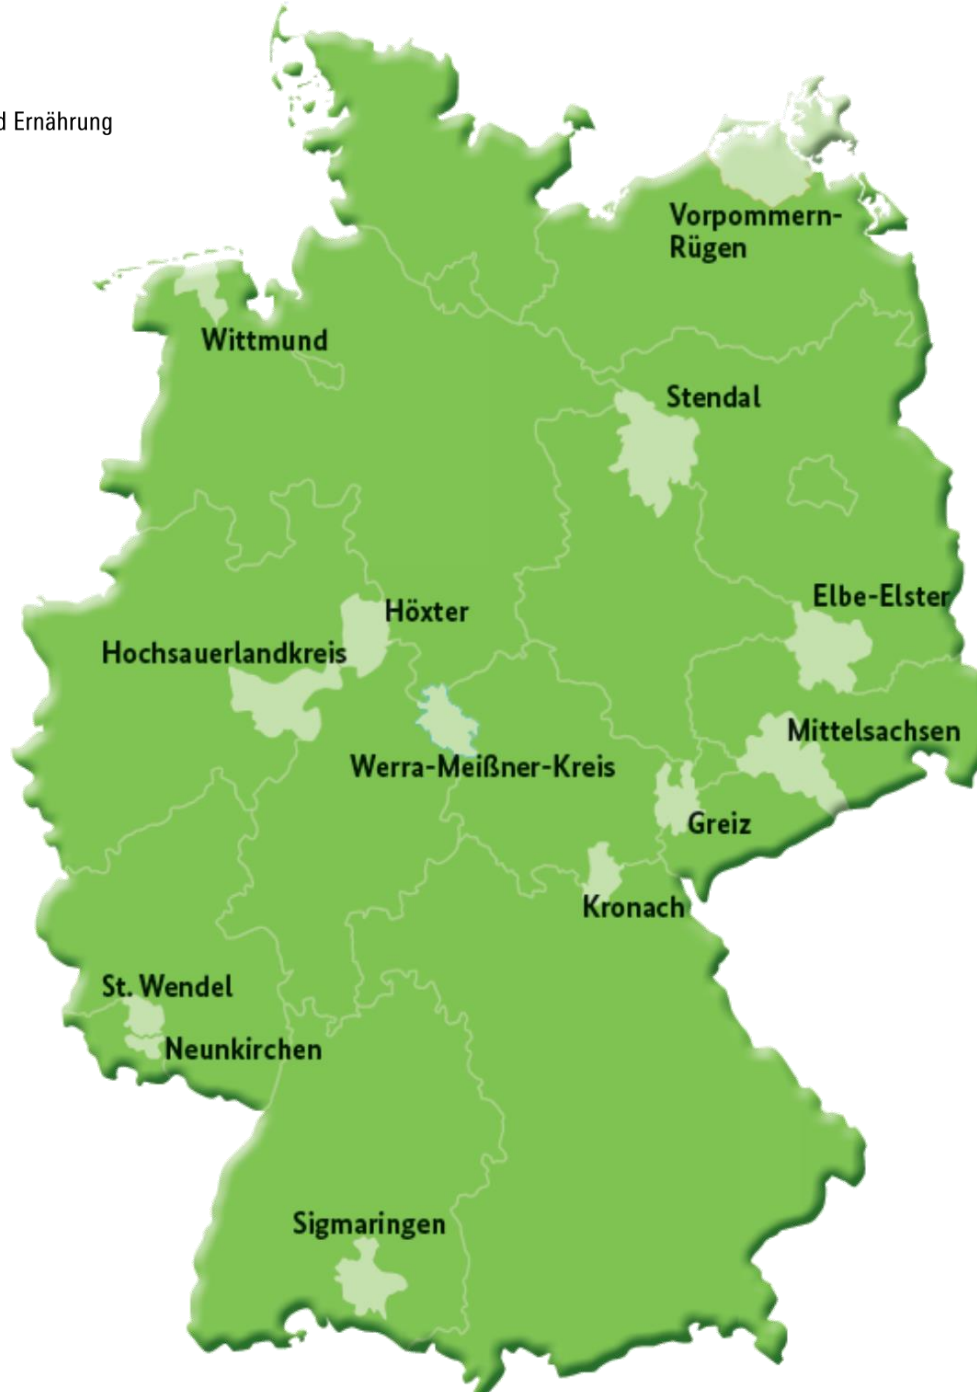 Ernährung
Vorpommern-
Rügen
Wittmund
Stendal
Elbe-Elster
Höxter
Hochsauerlandkreis
Mittelsachsen
Werra-Meißner-Kreis
Greiz
Kronach
St. Wendel
Neunkirchen
Sigmaringen